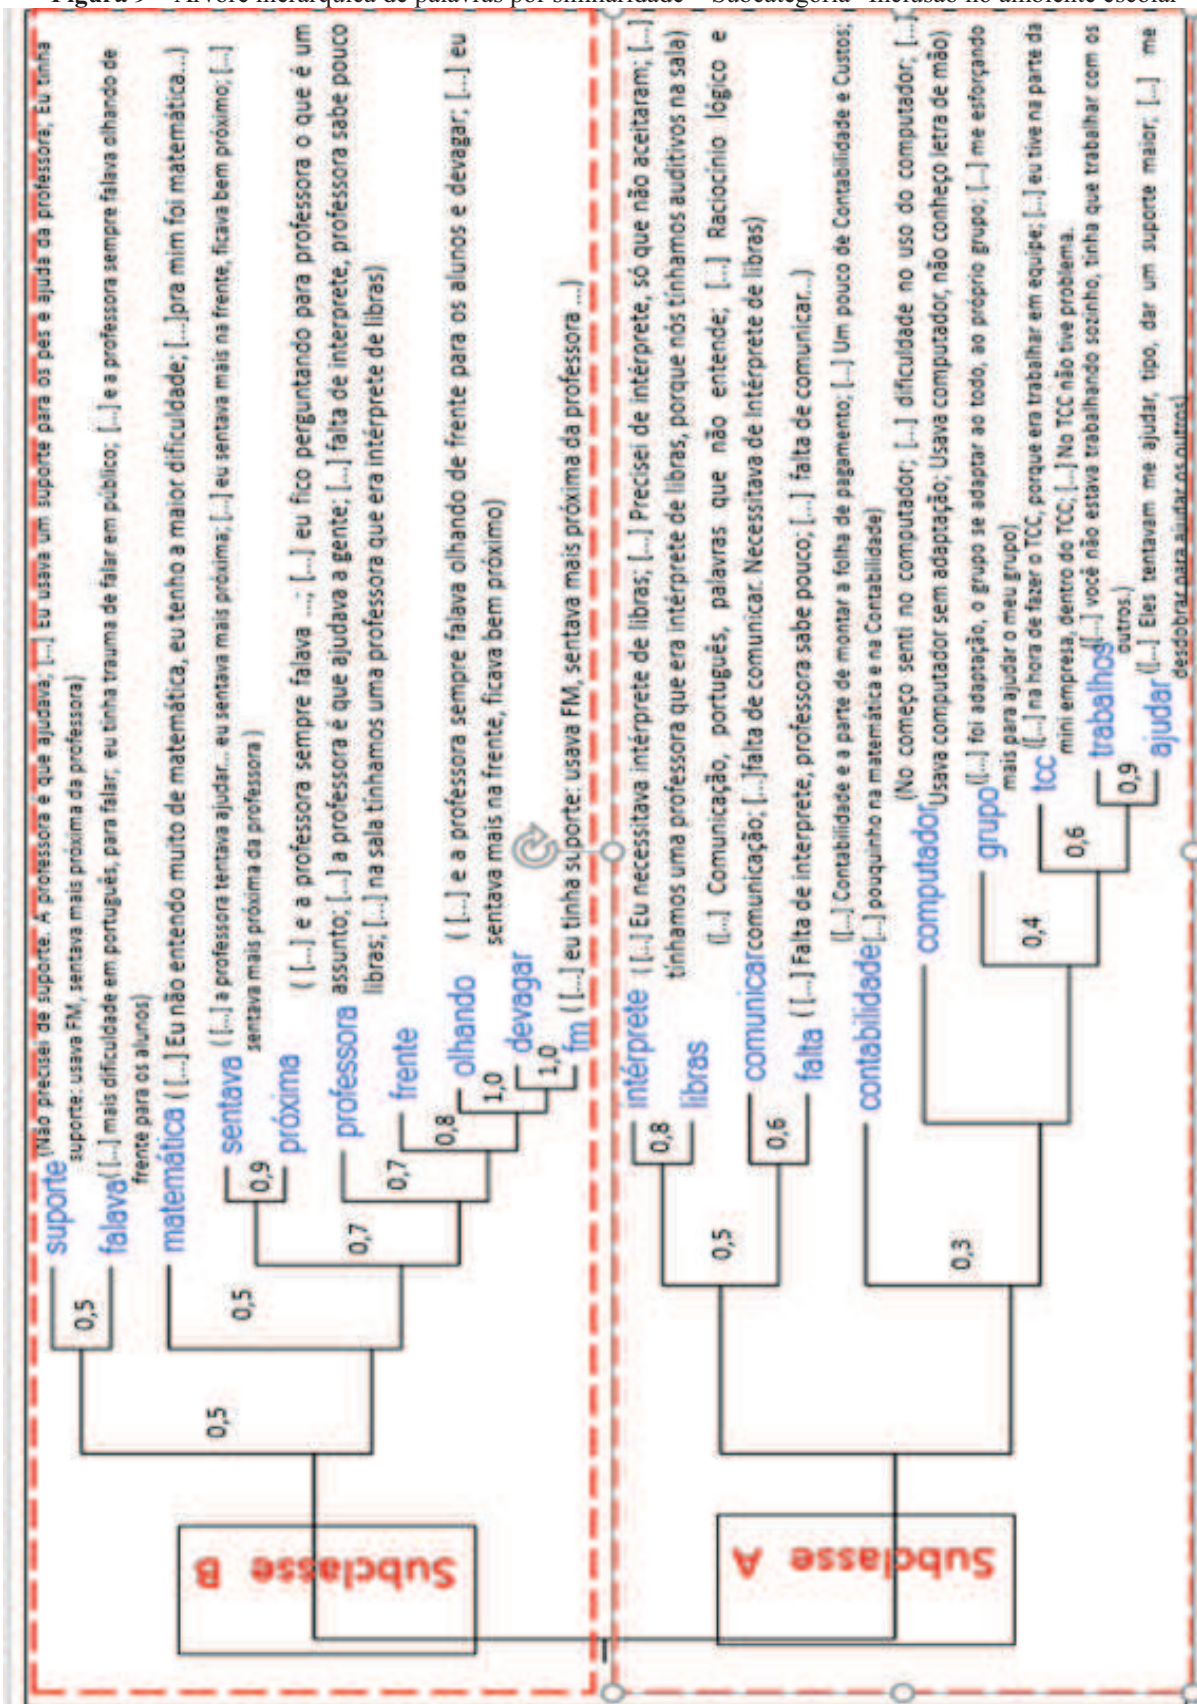 Figura 9 – Árvore hierárquica de palavras por similaridade – Subcategoria "Inclusão no ambiente escolar"
Subclasse B
0,5
0,5
suporte (Não precisei de suporte. A professora é que ajudava; [...] Eu usava um suporte para os pés e ajuda da professora, Eu tinha
suporte: usava FM, sentava mais próxima da professora)
falava ( [...] mais dificuldade em português, para falar, eu tinha trauma de falar em público; [...] e a professora sempre falava olhando de
frente para os alunos)
0,5
matemática ( [...] Eu não entendo muito de matemática, eu tenho a maior dificuldade; [...]pra mim foi matemática...)
0,7
0,9
sentava ( [...] a professora tentava ajudar... eu sentava mais próxima; [...] eu sentava mais na frente, ficava bem próximo; [...]
sentava mais próxima da professora )
próxima
0,7
professora ( [...] e a professora sempre falava ...; [...] eu fico perguntando para professora o que é um
assunto; [...] a professora é que ajudava a gente; [...] falta de interprete, professora sabe pouco
libras; [...] na sala tínhamos uma professora que era intérprete de libras)
0,8
frente
1,0
olhando ( [...] e a professora sempre falava olhando de frente para os alunos e devagar; [...] eu
sentava mais na frente, ficava bem próximo)
1,0
devagar
fm ( [...] eu tinha suporte: usava FM, sentava mais próxima da professora ...)
Subclasse A
0,5
0,8
intérprete ( [...] Eu necessitava intérprete de libras; [...] Precisei de intérprete, só que não aceitaram; [...]
tínhamos uma professora que era intérprete de libras, porque nós tínhamos auditivos na sala)
libras
0,6
([...] Comunicação, português, palavras que não entende; [...] Raciocínio lógico e
comunicar comunicação; [...]falta de comunicar. Necessitava de Intérprete de libras)
falta ( [...] Falta de interprete, professora sabe pouco; [...] falta de comunicar...)
0,3
([...] Contabilidade e a parte de montar a folha de pagamento; [...] Um pouco de Contabilidade e Custos;
contabilidade [...] pouquinho na matemática e na Contabilidade)
(No começo senti no computador; [...] dificuldade no uso do computador; [...]
computador Usava computador sem adaptação; Usava computador, não conheço letra de mão)
0,4
grupo ([...] foi adaptação, o grupo se adaptar ao todo, ao próprio grupo; [...] me esforçando
mais para ajudar o meu grupo)
0,6
tcc ([...] na hora de fazer o TCC, porque era trabalhar em equipe; [...] eu tive na parte da
mini empresa, dentro do TCC; [...] No TCC não tive problema.
0,9
trabalhos ([...] você não estava trabalhando sozinho, tinha que trabalhar com os
outros.)
ajudar ([...] Eles tentavam me ajudar, tipo, dar um suporte maior; [...] me
desdobrar para ajudar os outros)